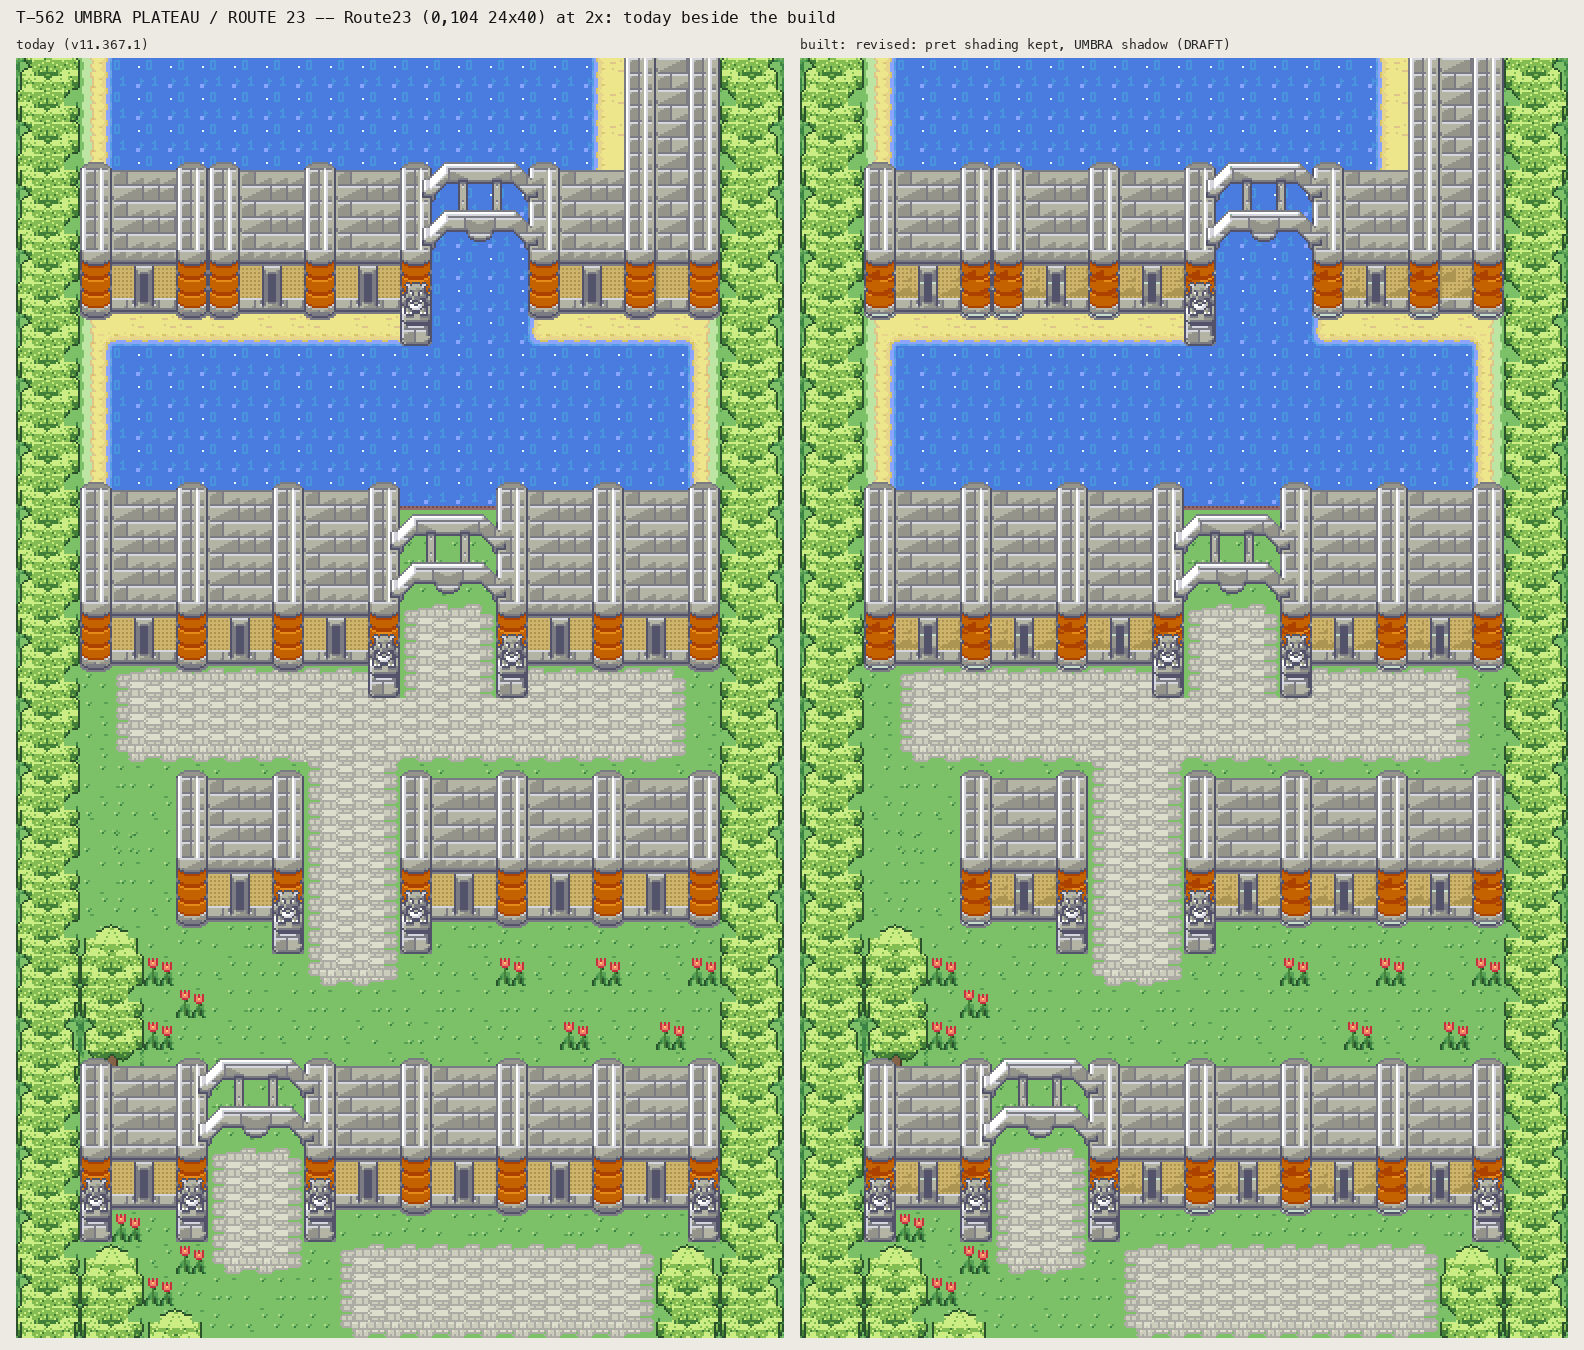 T-562 UMBRA PLATEAU / ROUTE 23 -- Route23 (0,104 24x40) at 2x: today beside the build
today (v11.367.1)
built: revised: pret shading kept, UMBRA shadow (DRAFT)